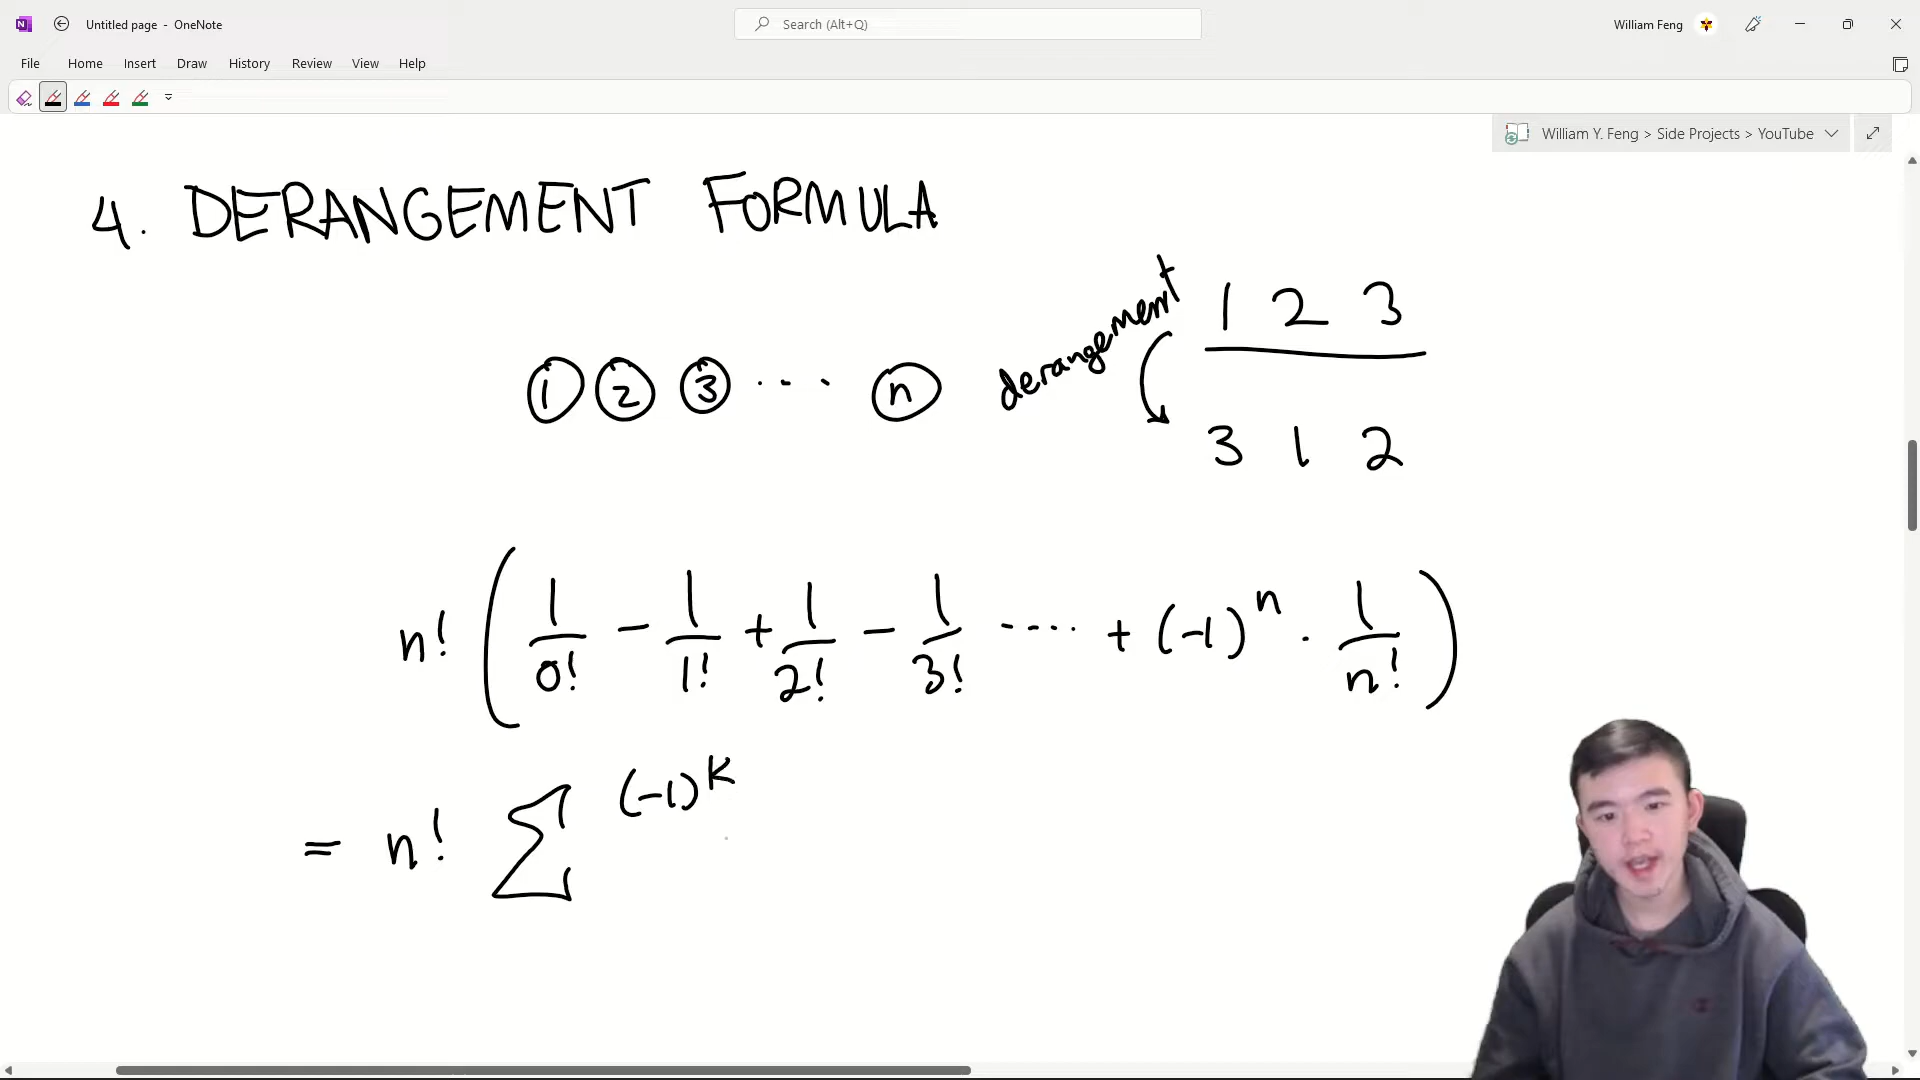 Untitled page - OneNote
Search (Alt+Q)
William Feng
File Home Insert Draw History Review View Help
William Y. Feng > Side Projects > YouTube
4. DERANGEMENT FORMULA
derangement
1 2 3
1 2 3 .... n
3 1 2
n! ( 1/0! - 1/1! + 1/2! - 1/3! .... + (-1)^n · 1/n! )
= n! ∑ (-1)^k